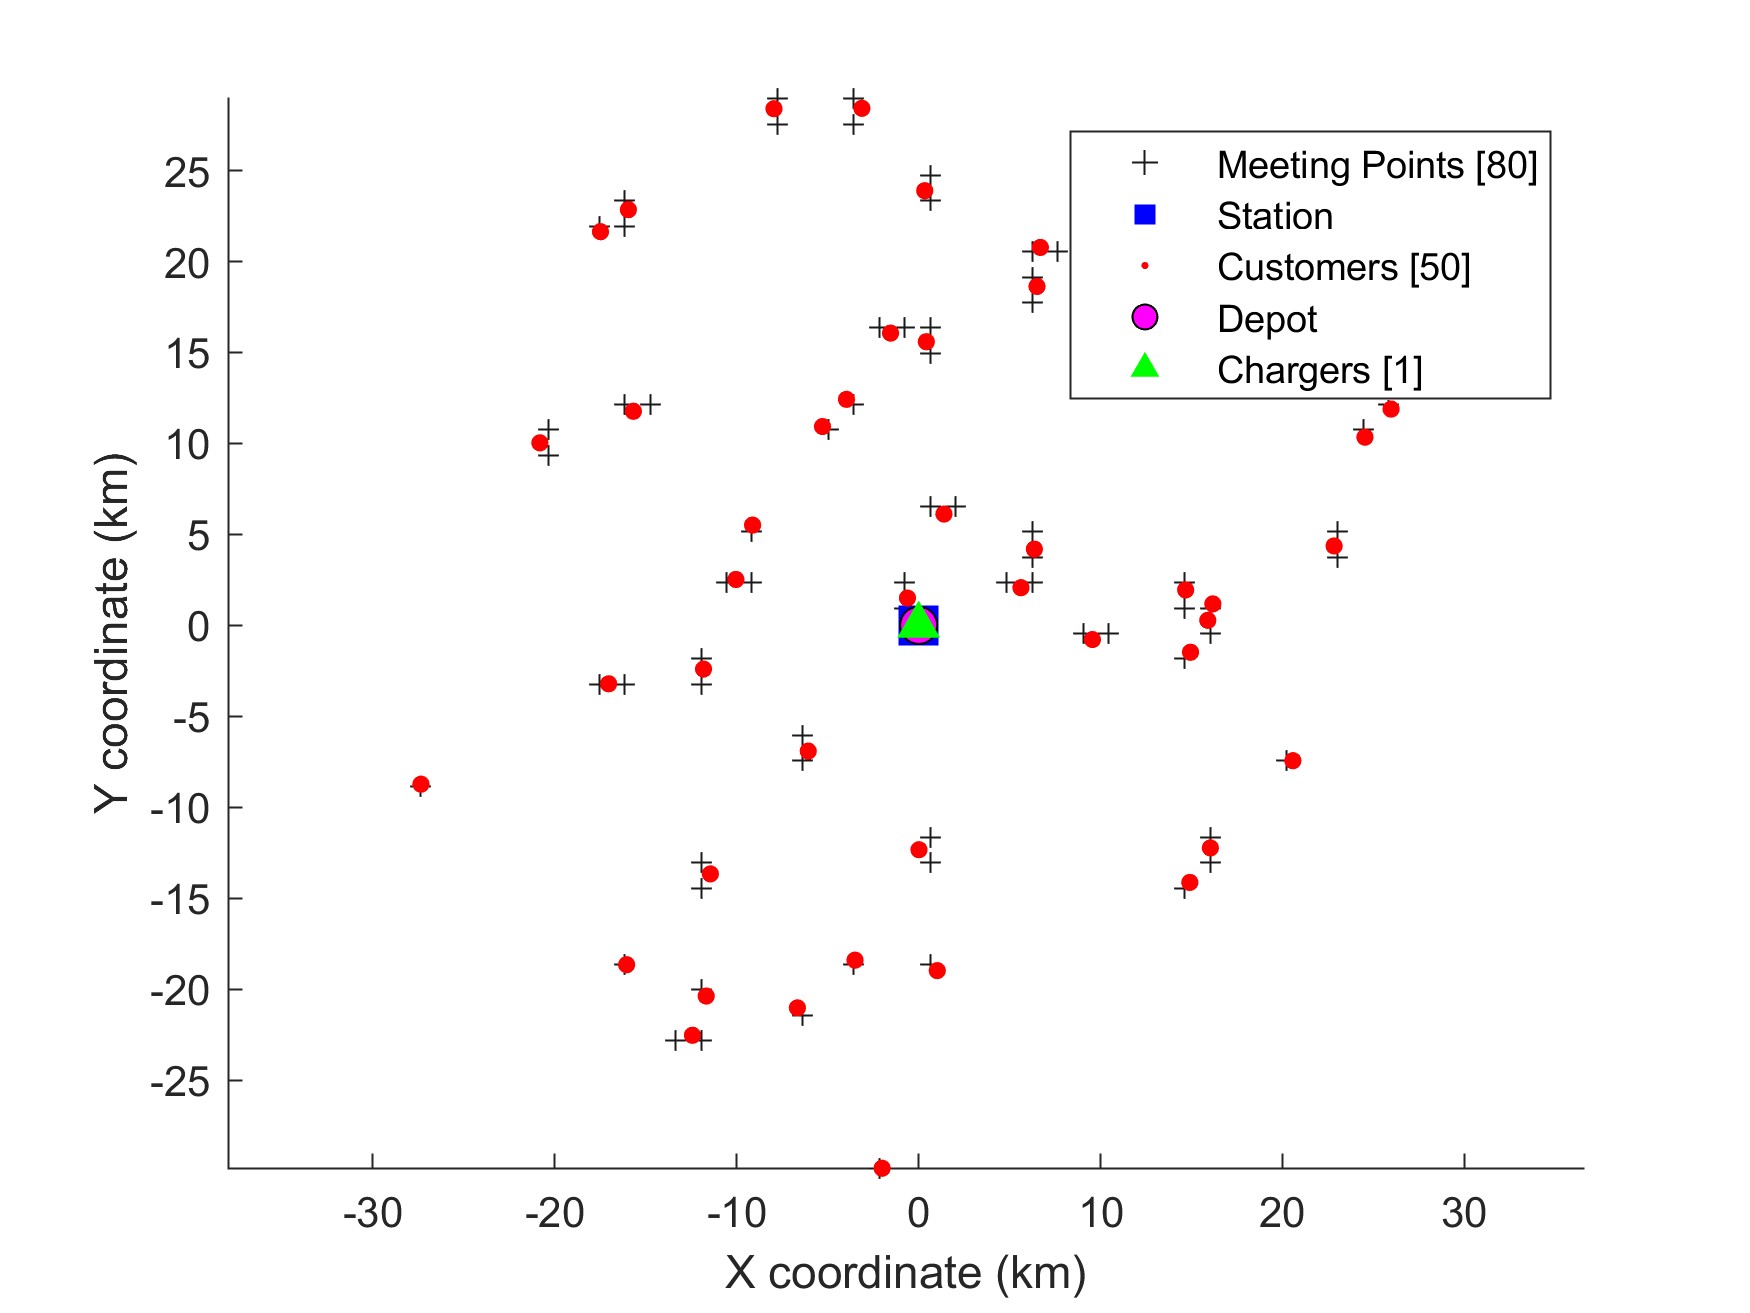 25
20
15
10
5
0
-5
-10
-15
-20
-25
Y coordinate (km)
Meeting Points [80]
Station
Customers [50]
Depot
Chargers [1]
-30
-20
-10
0
10
20
30
X coordinate (km)